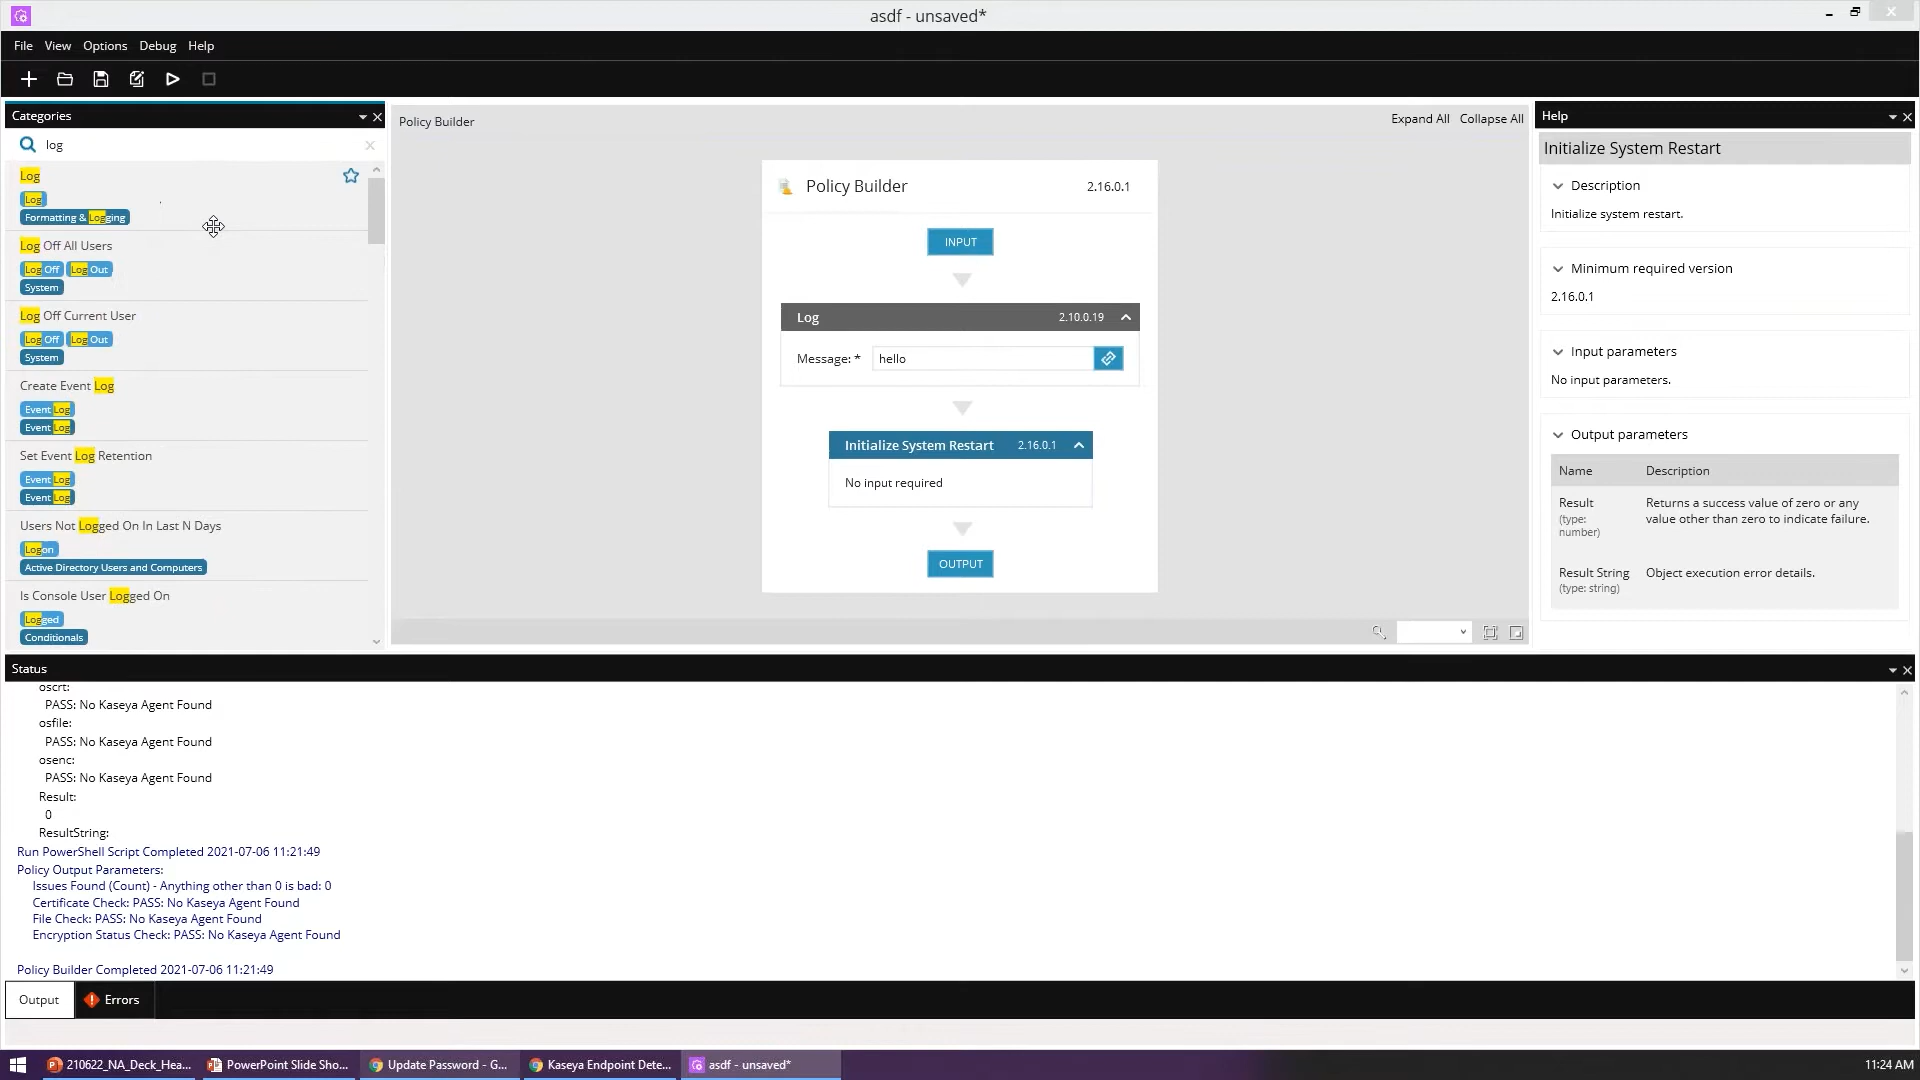 asdf - unsaved*
File View Options Debug Help
Categories
log
Log
Log
Formatting & Logging
Log Off All Users
Log Off Log Out
System
Log Off Current User
Log Off Log Out
System
Create Event Log
Event Log
Event Log
Set Event Log Retention
Event Log
Event Log
Users Not Logged On In Last N Days
Logon
Active Directory Users and Computers
Is Console User Logged On
Logged
Conditionals
Policy Builder
Expand All Collapse All
Policy Builder 2.16.0.1
INPUT
Log 2.10.0.19
Message: * hello
Initialize System Restart 2.16.0.1
No input required
OUTPUT
Help
Initialize System Restart
Description
Initialize system restart.
Minimum required version
2.16.0.1
Input parameters
No input parameters.
Output parameters
Name Description
Result Returns a success value of zero or any
(type: value other than zero to indicate failure.
number)
Result String Object execution error details.
(type: string)
Status
oscrt:
PASS: No Kaseya Agent Found
osfile:
PASS: No Kaseya Agent Found
osenc:
PASS: No Kaseya Agent Found
Result:
0
ResultString:
Run PowerShell Script Completed 2021-07-06 11:21:49
Policy Output Parameters:
Issues Found (Count) - Anything other than 0 is bad: 0
Certificate Check: PASS: No Kaseya Agent Found
File Check: PASS: No Kaseya Agent Found
Encryption Status Check: PASS: No Kaseya Agent Found
Policy Builder Completed 2021-07-06 11:21:49
Output Errors
210622_NA_Deck_Hea... PowerPoint Slide Sho... Update Password - G... Kaseya Endpoint Dete... asdf - unsaved* 11:24 AM